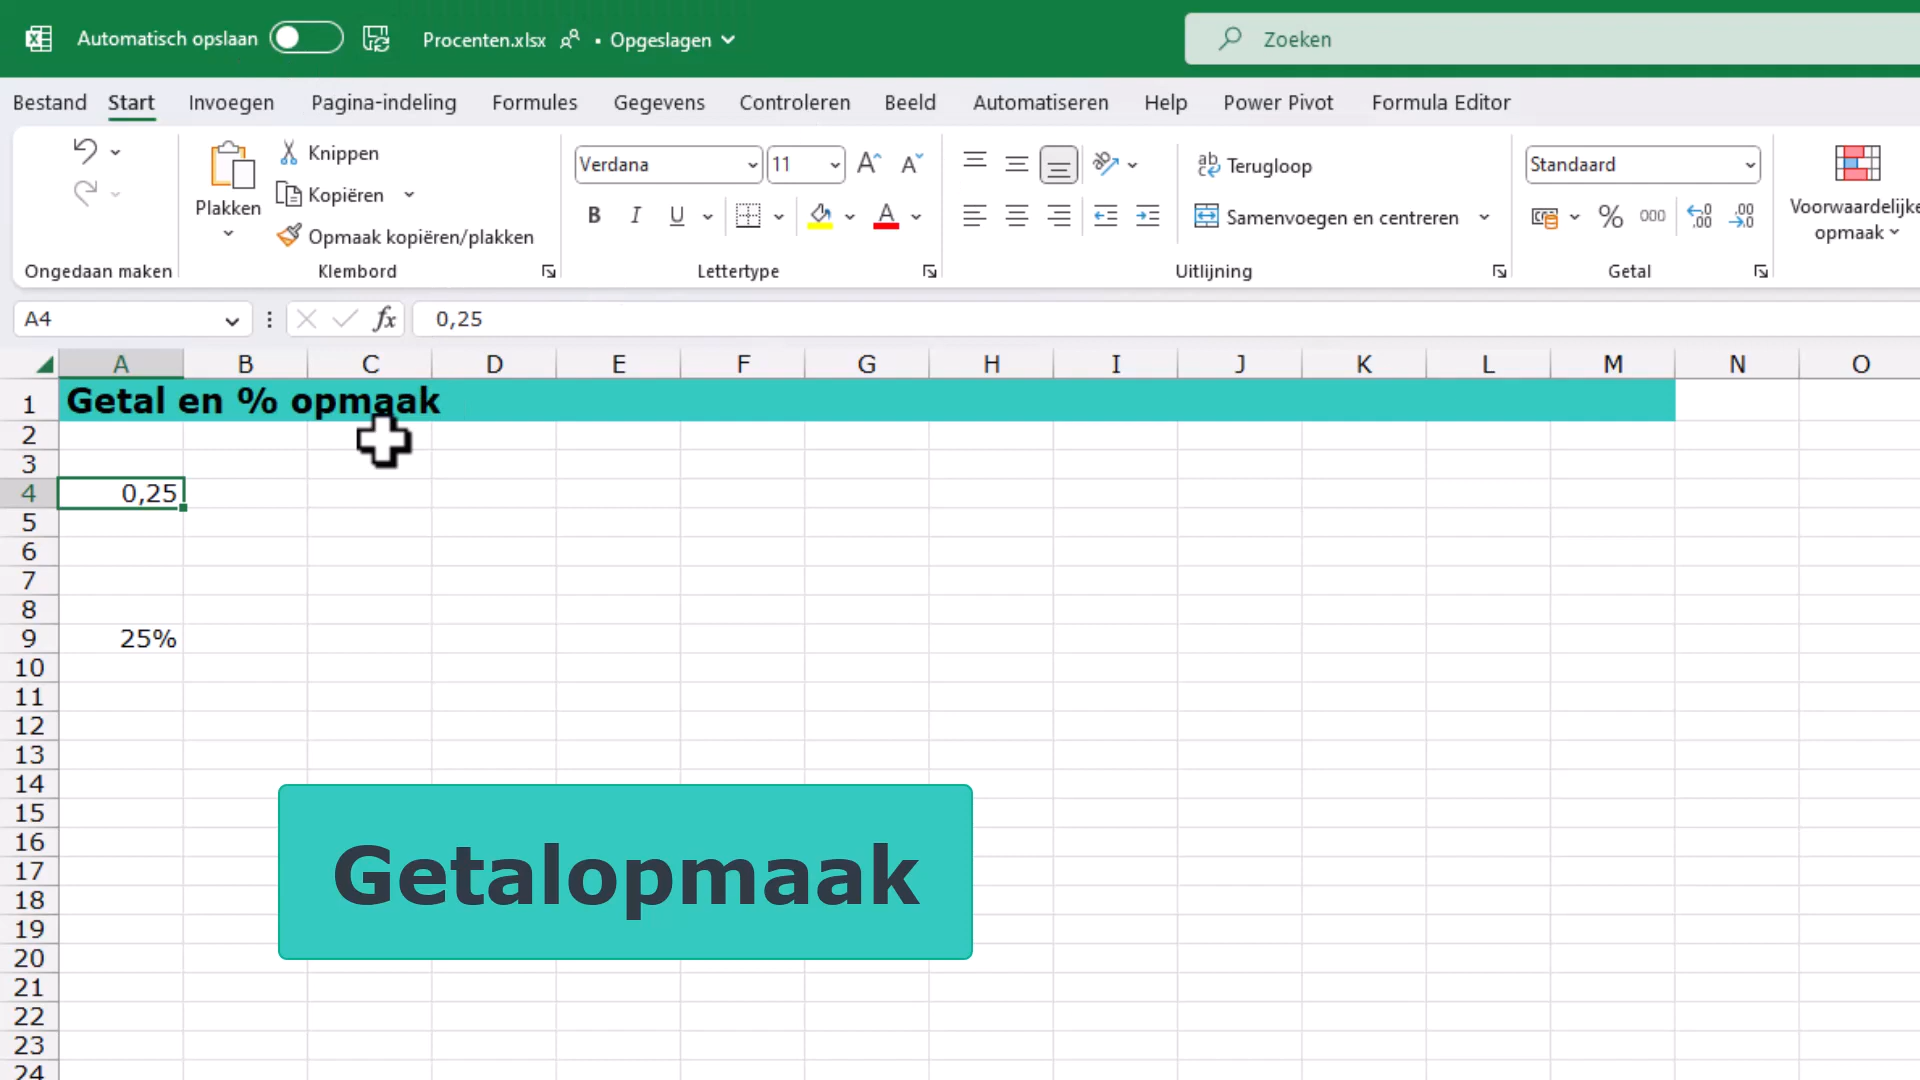 Automatisch opslaan Procenten.xlsx • Opgeslagen Zoeken
Bestand Start Invoegen Pagina-indeling Formules Gegevens Controleren Beeld Automatiseren Help Power Pivot Formula Editor
Plakken
Knippen
Kopiëren
Opmaak kopiëren/plakken
Verdana 11
B I U A
Terugloop
Samenvoegen en centreren
Standaard
% 000
Voorwaardelijke
opmaak
Ongedaan maken Klembord Lettertype Uitlijning Getal
A4 fx 0,25
A B C D E F G H I J K L M N O
1 Getal en % opmaak
2
3
4 0,25
5
6
7
8
9 25%
10
11
12
13
14
15
16
17
Getalopmaak
18
19
20
21
22
23
24